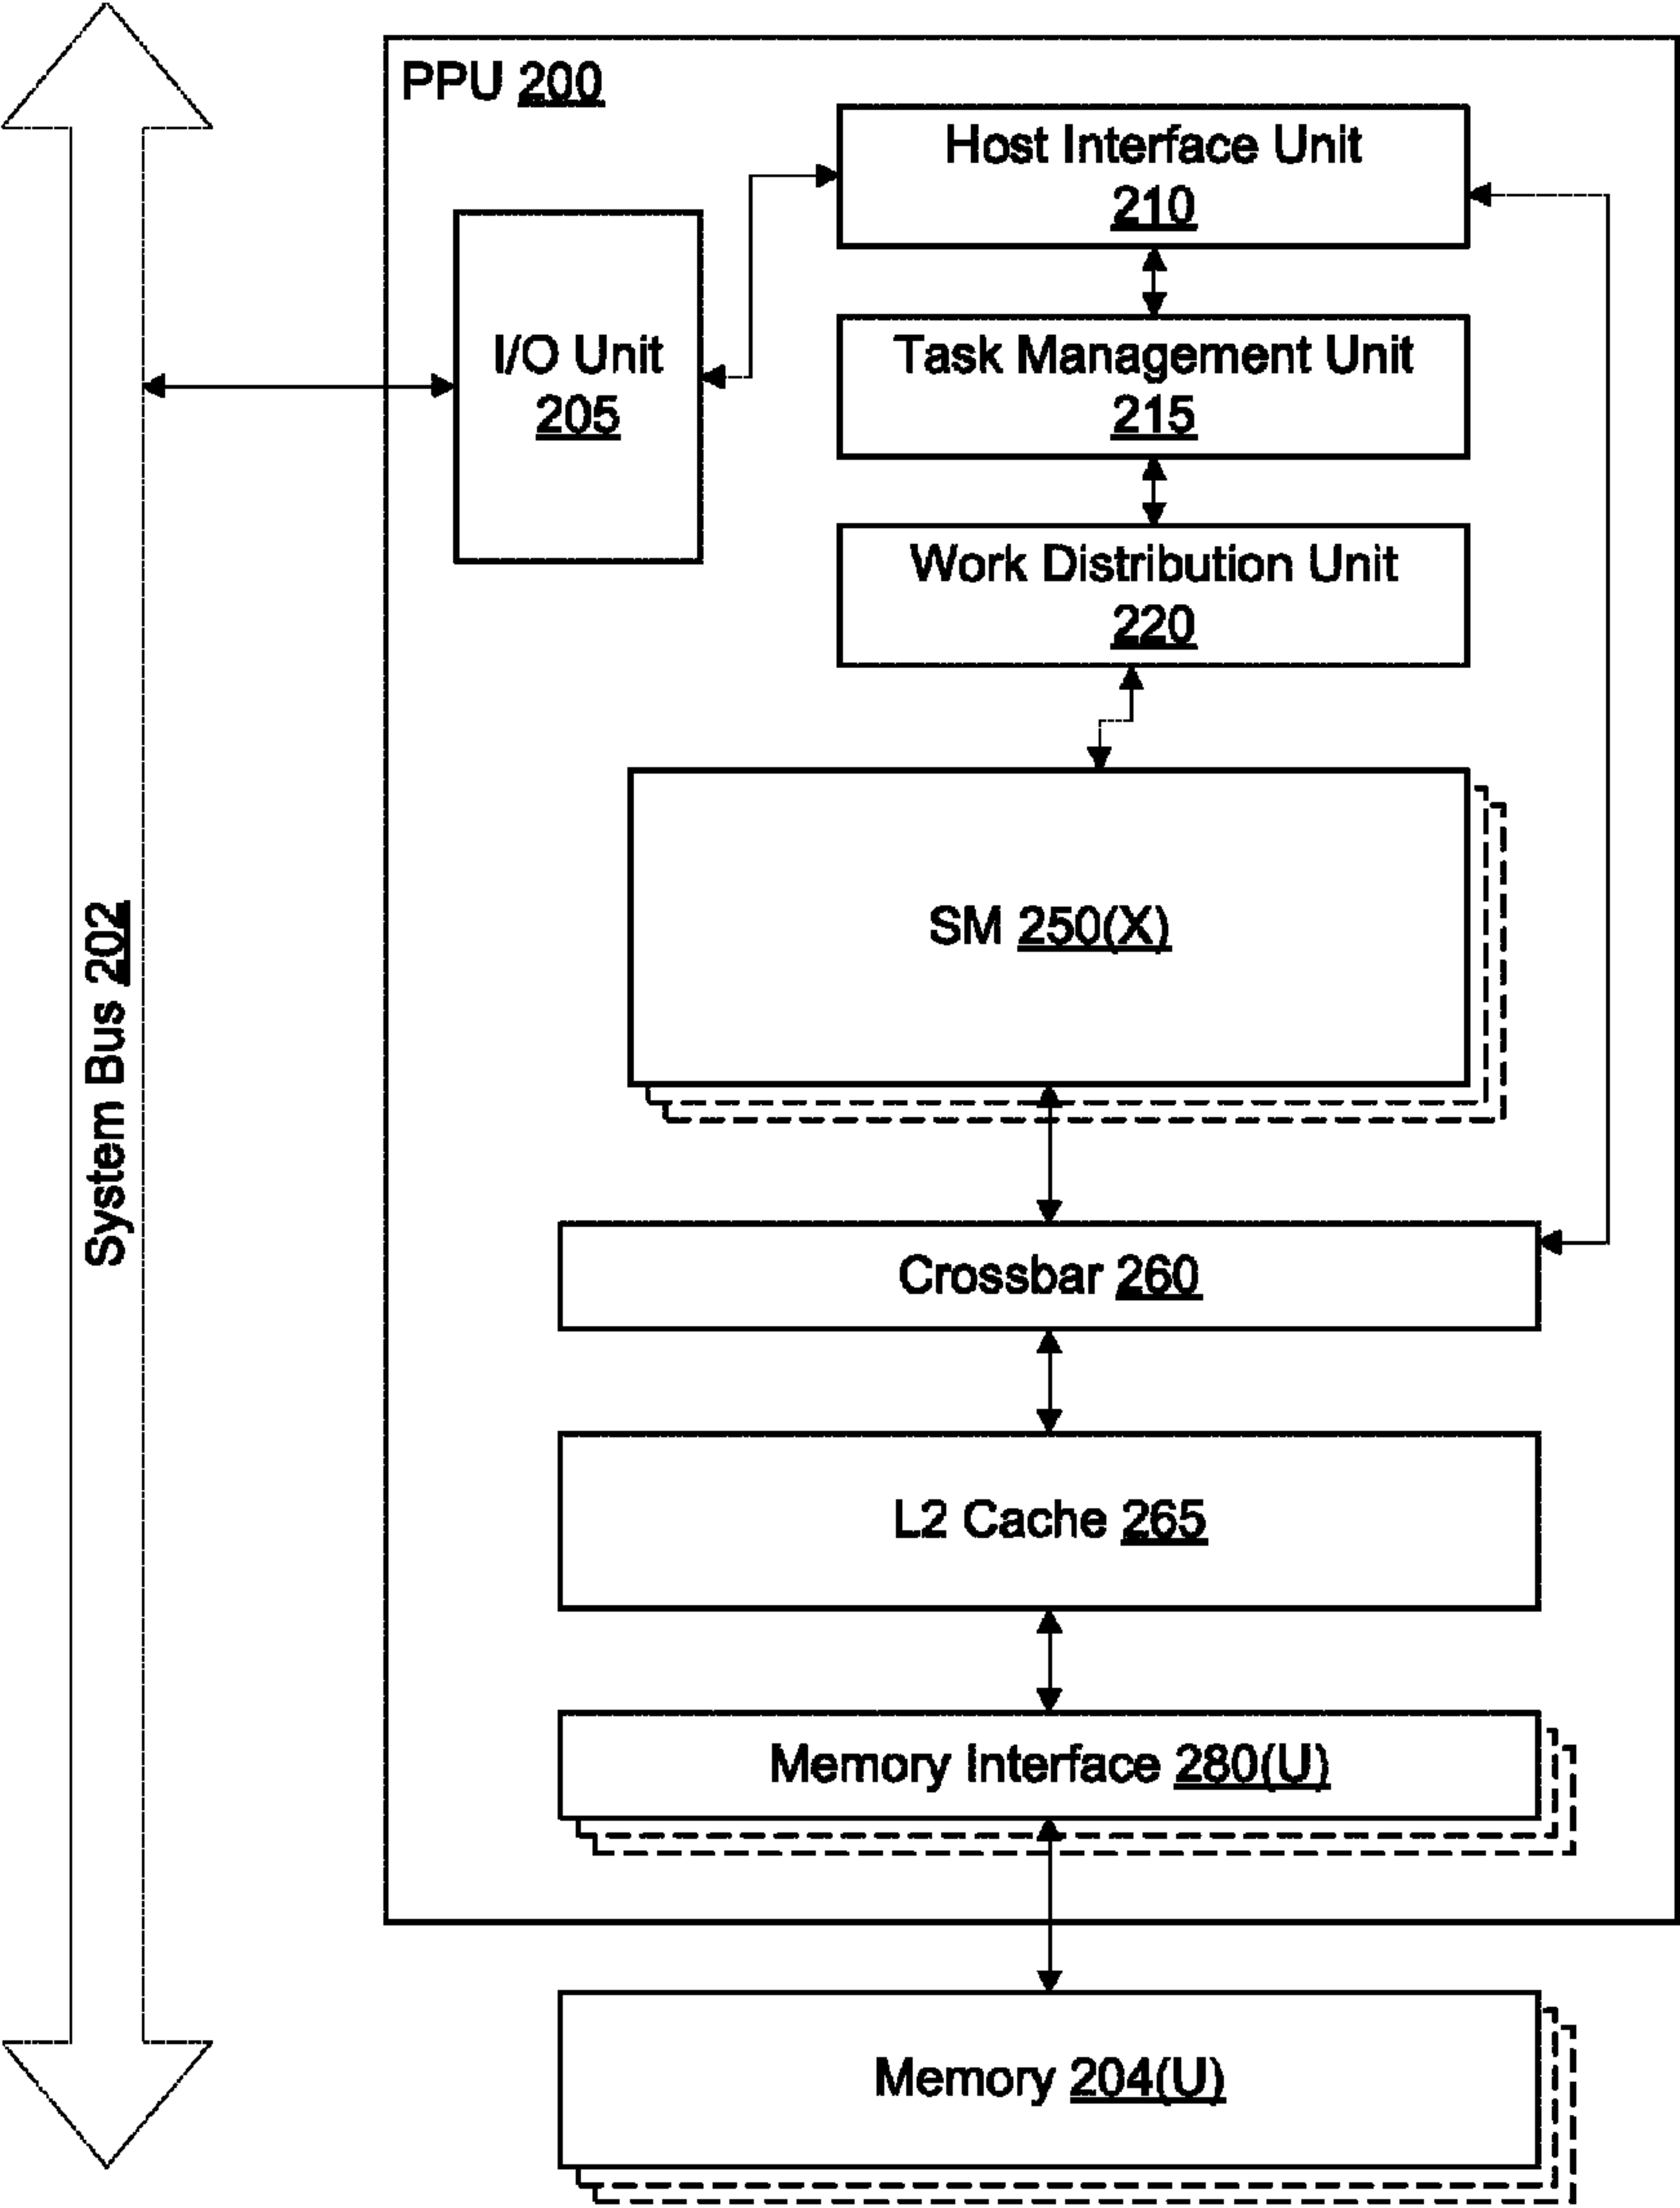 PPU 200
Host Interface Unit
210
I/O Unit
205
Task Management Unit
215
Work Distribution Unit
220
SM 250(X)
System Bus 202
Crossbar 260
L2 Cache 265
Memory Interface 280(U)
Memory 204(U)